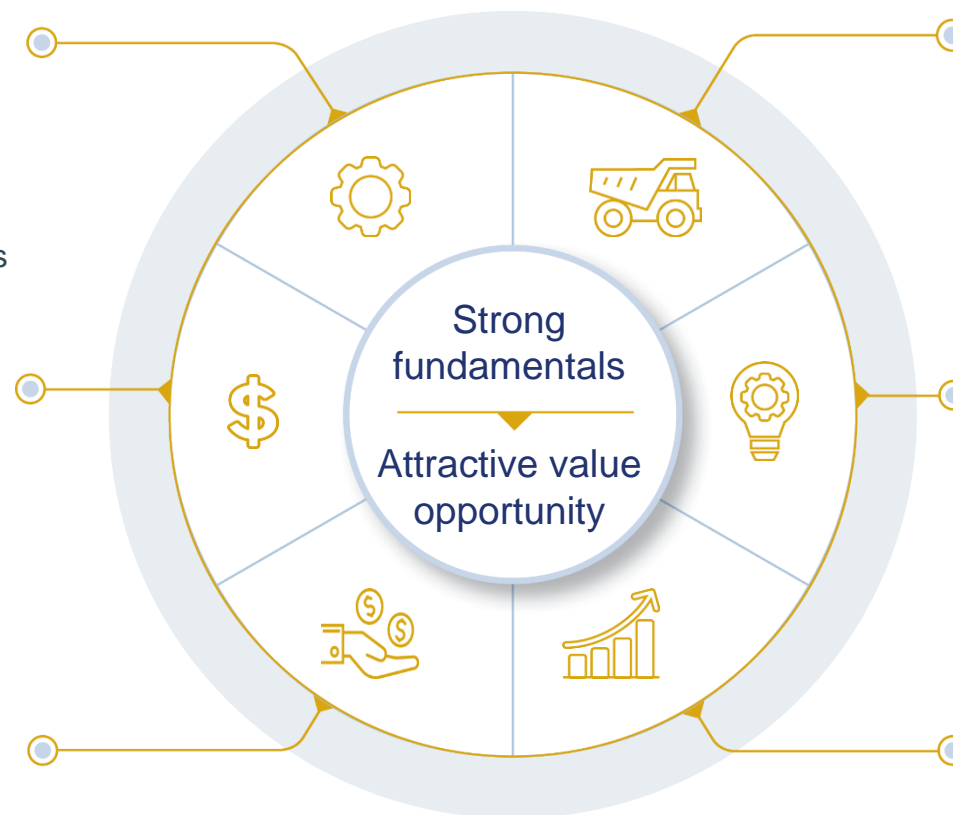 s
Strong
fundamentals
Attractive value
opportunity